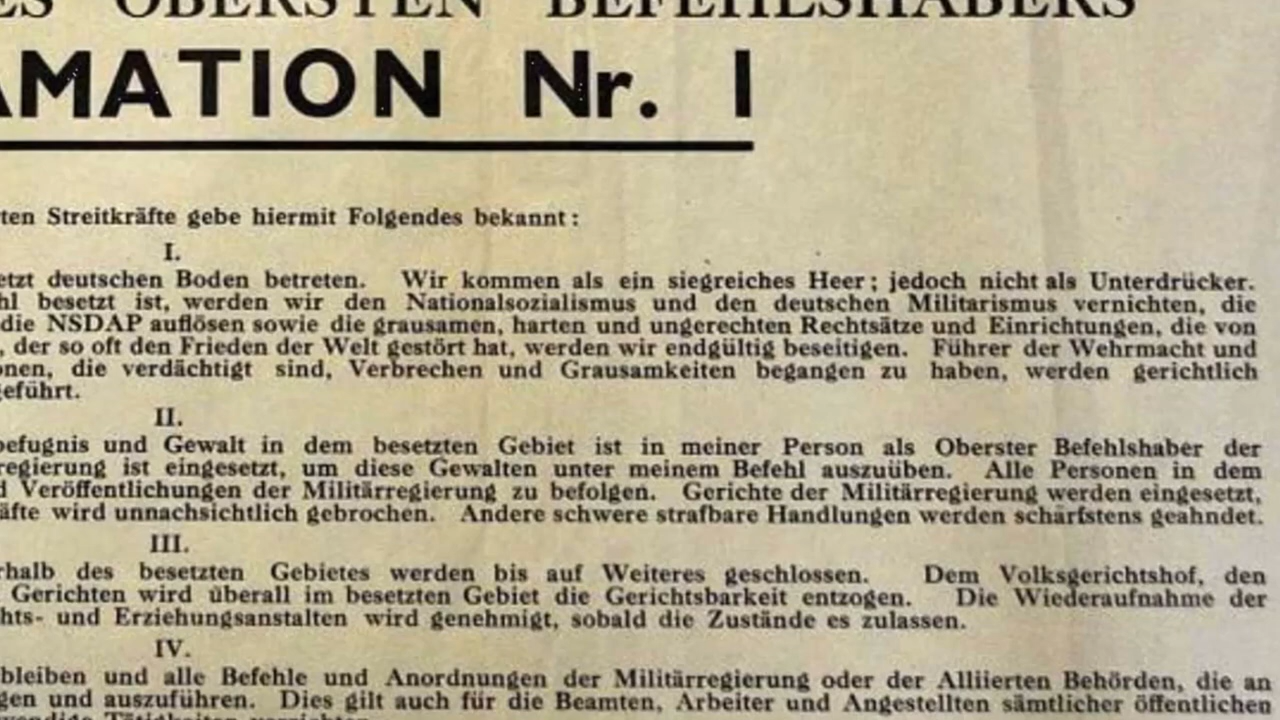 ES OBERSTEN BEFEHLSHABERS
AMATION Nr. I
ten Streitkräfte gebe hiermit Folgendes bekannt:
I.
etzt deutschen Boden betreten. Wir kommen als ein siegreiches Heer; jedoch nicht als Unterdrücker.
hl besetzt ist, werden wir den Nationalsozialismus und den deutschen Militarismus vernichten, die
die NSDAP auflösen sowie die grausamen, harten und ungerechten Rechtsätze und Einrichtungen, die von
, der so oft den Frieden der Welt gestört hat, werden wir endgültig beseitigen. Führer der Wehrmacht und
onen, die verdächtigt sind, Verbrechen und Grausamkeiten begangen zu haben, werden gerichtlich
geführt.
II.
befugnis und Gewalt in dem besetzten Gebiet ist in meiner Person als Oberster Befehlshaber der
regierung ist eingesetzt, um diese Gewalten unter meinem Befehl auszuüben. Alle Personen in dem
d Veröffentlichungen der Militärregierung zu befolgen. Gerichte der Militärregierung werden eingesetzt,
äfte wird unnachsichtlich gebrochen. Andere schwere strafbare Handlungen werden schärfstens geahndet.
III.
rhalb des besetzten Gebietes werden bis auf Weiteres geschlossen. Dem Volksgerichtshof, den
Gerichten wird überall im besetzten Gebiet die Gerichtsbarkeit entzogen. Die Wiederaufnahme der
hts- und Erziehungsanstalten wird genehmigt, sobald die Zustände es zulassen.
IV.
bleiben und alle Befehle und Anordnungen der Militärregierung oder der Alliierten Behörden, die an
gen und auszuführen. Dies gilt auch für die Beamten, Arbeiter und Angestellten sämtlicher öffentlichen